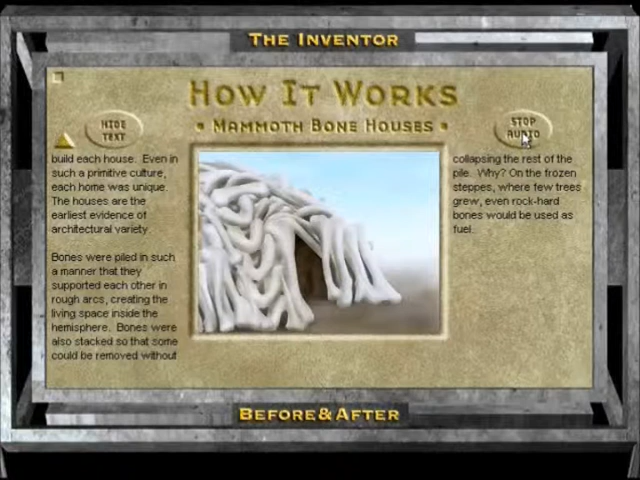 THE INVENTOR
HOW IT WORKS
• MAMMOTH BONE HOUSES •
HIDE
TEXT
STOP
AUDIO
build each house. Even in
such a primitive culture,
each home was unique.
The houses are the
earliest evidence of
architectural variety.
Bones were piled in such
a manner that they
supported each other in
rough arcs, creating the
living space inside the
hemisphere. Bones were
also stacked so that some
could be removed without
collapsing the rest of the
pile. Why? On the frozen
steppes, where few trees
grew, even rock-hard
bones would be used as
fuel.
BEFORE&AFTER